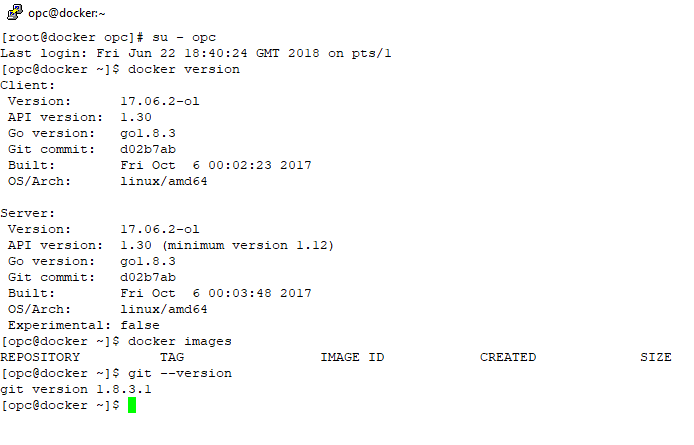 opc@docker:~
[root@docker opc]# su - opc
Last login: Fri Jun 22 18:40:24 GMT 2018 on pts/1
[opc@docker ~]$ docker version
Client:
 Version:      17.06.2-ol
 API version:  1.30
 Go version:   go1.8.3
 Git commit:   d02b7ab
 Built:        Fri Oct  6 00:02:23 2017
 OS/Arch:      linux/amd64

Server:
 Version:      17.06.2-ol
 API version:  1.30 (minimum version 1.12)
 Go version:   go1.8.3
 Git commit:   d02b7ab
 Built:        Fri Oct  6 00:03:48 2017
 OS/Arch:      linux/amd64
 Experimental: false
[opc@docker ~]$ docker images
REPOSITORY          TAG                 IMAGE ID            CREATED             SIZE
[opc@docker ~]$ git --version
git version 1.8.3.1
[opc@docker ~]$